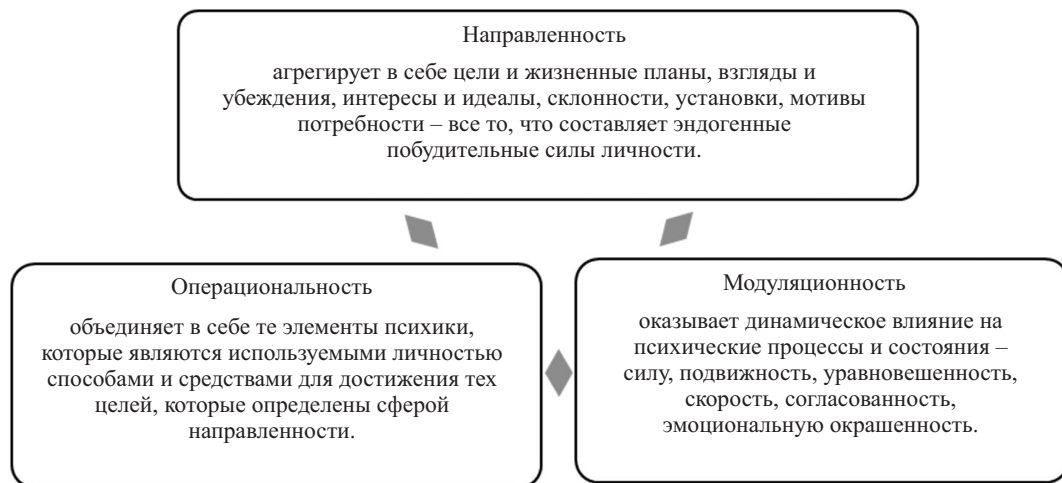 Направленность
агрегирует в себе цели и жизненные планы, взгляды и
убеждения, интересы и идеалы, склонности, установки, мотивы
потребности – все то, что составляет эндогенные
побудительные силы личности.
Операциональность
объединяет в себе те элементы психики,
которые являются используемыми личностью
способами и средствами для достижения тех
целей, которые определены сферой
направленности.
Модуляционность
оказывает динамическое влияние на
психические процессы и состояния –
силу, подвижность, уравновешенность,
скорость, согласованность,
эмоциональную окрашенность.